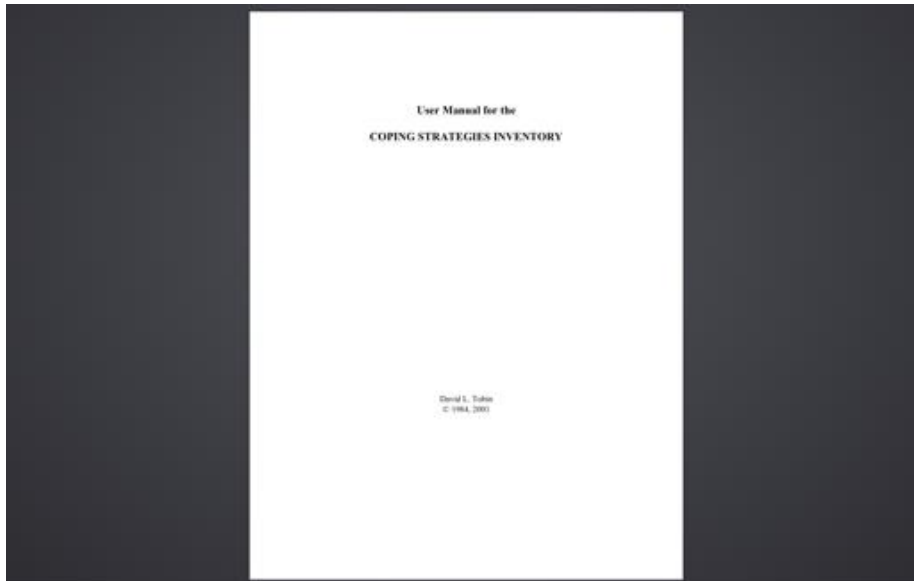 User Manual for the
COPING STRATEGIES INVENTORY
David L. Tobin
© 1984, 2001